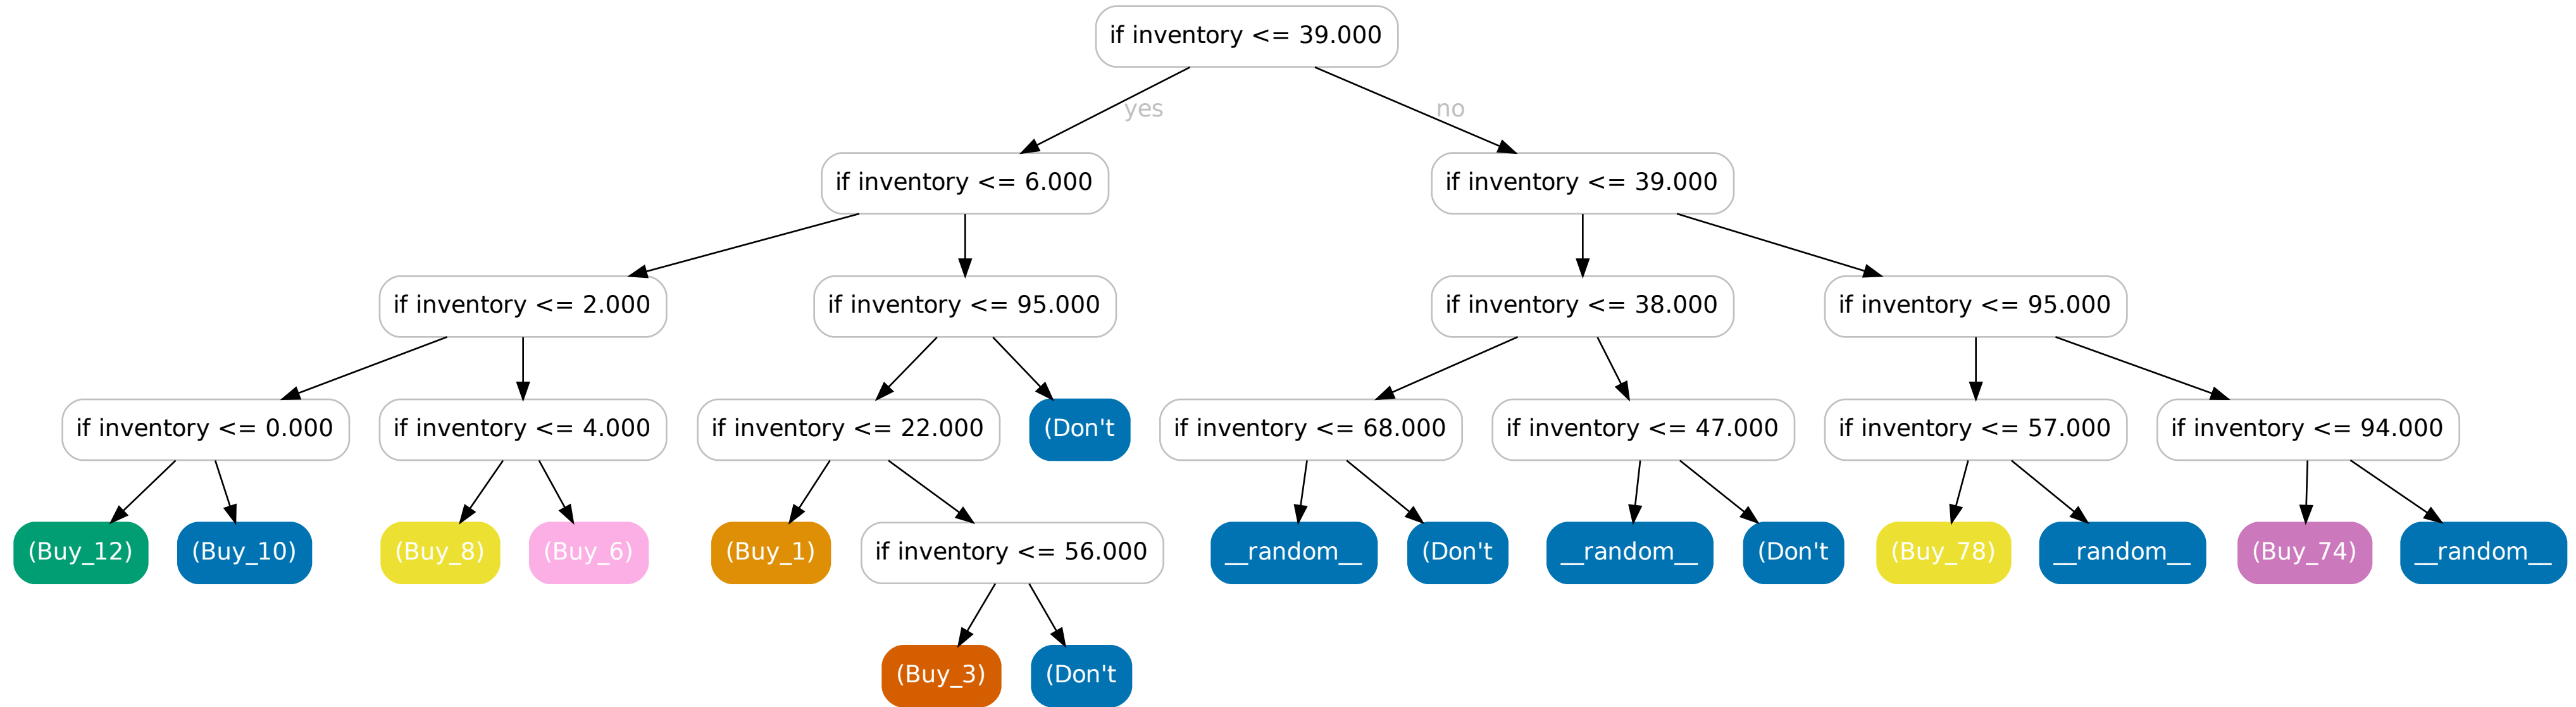 if inventory <= 39.000
yes
no
if inventory <= 6.000
if inventory <= 39.000
if inventory <= 2.000
if inventory <= 95.000
if inventory <= 38.000
if inventory <= 95.000
if inventory <= 0.000
if inventory <= 4.000
if inventory <= 22.000
(Don't
if inventory <= 68.000
if inventory <= 47.000
if inventory <= 57.000
if inventory <= 94.000
(Buy_12)
(Buy_10)
(Buy_8)
(Buy_6)
(Buy_1)
if inventory <= 56.000
__random__
(Don't
__random__
(Don't
(Buy_78)
__random__
(Buy_74)
__random__
(Buy_3)
(Don't